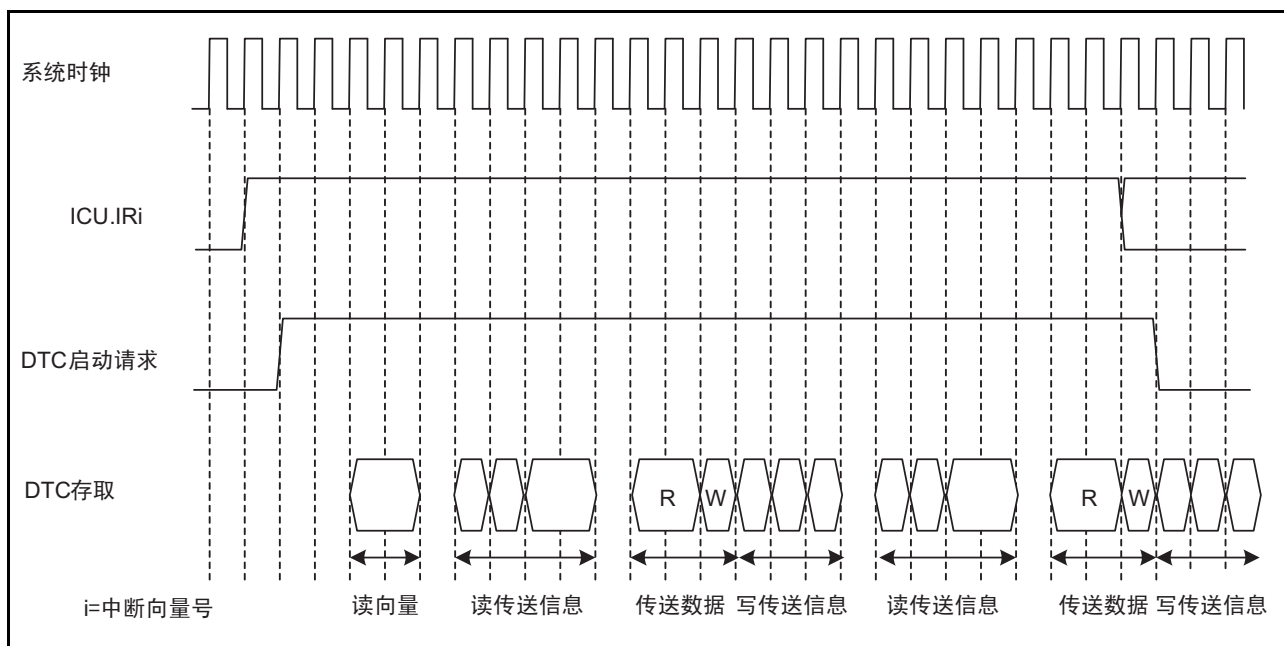 系统时钟
ICU.IRi
DTC启动请求
DTC存取
R W R W
i=中断向量号 读向量 读传送信息 传送数据 写传送信息 读传送信息 传送数据 写传送信息